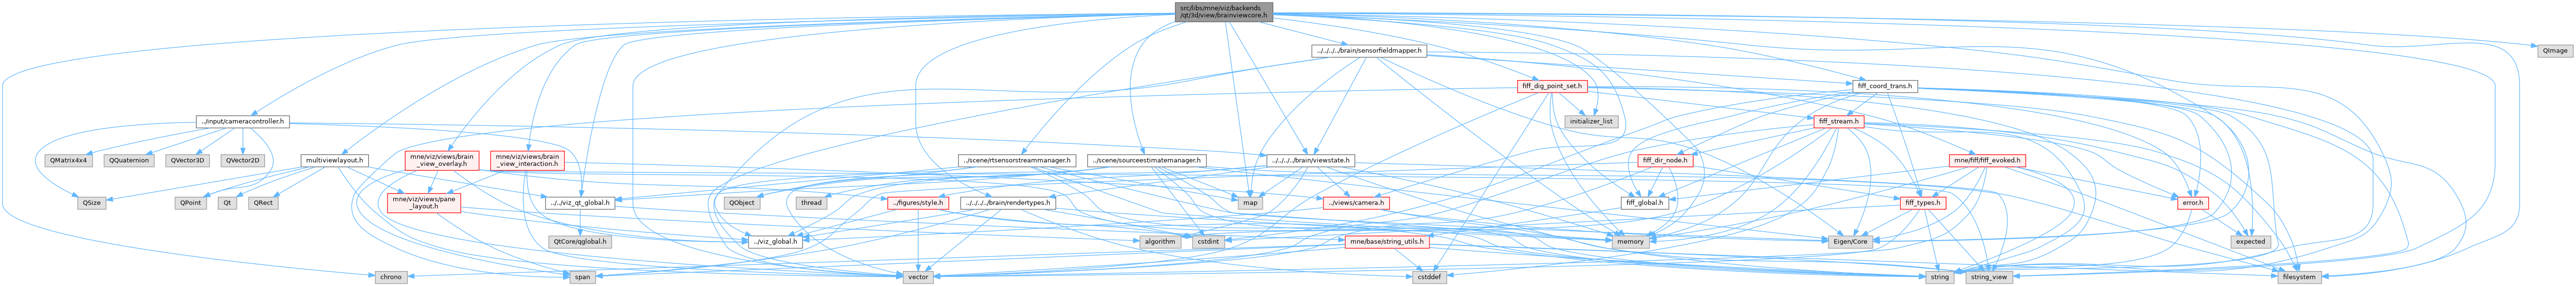 src/libs/mne/viz/backends
/qt/3d/view/brainviewcore.h
../../../../brain/sensorfieldmapper.h
QImage
fiff_dig_point_set.h
fiff_coord_trans.h
../input/cameracontroller.h
initializer_list
fiff_stream.h
QMatrix4x4
QQuaternion
QVector3D
QVector2D
multiviewlayout.h
mne/viz/views/brain
_view_overlay.h
mne/viz/views/brain
_view_interaction.h
../scene/rtsensorstreammanager.h
../scene/sourceestimatemanager.h
../../../../brain/viewstate.h
fiff_dir_node.h
mne/fiff/fiff_evoked.h
QSize
QPoint
Qt
QRect
mne/viz/views/pane
_layout.h
../../viz_qt_global.h
QObject
thread
../figures/style.h
../../../../brain/rendertypes.h
map
../views/camera.h
fiff_global.h
fiff_types.h
error.h
QtCore/qglobal.h
../viz_global.h
algorithm
cstdint
mne/base/string_utils.h
memory
Eigen/Core
expected
chrono
span
vector
cstddef
string
string_view
filesystem